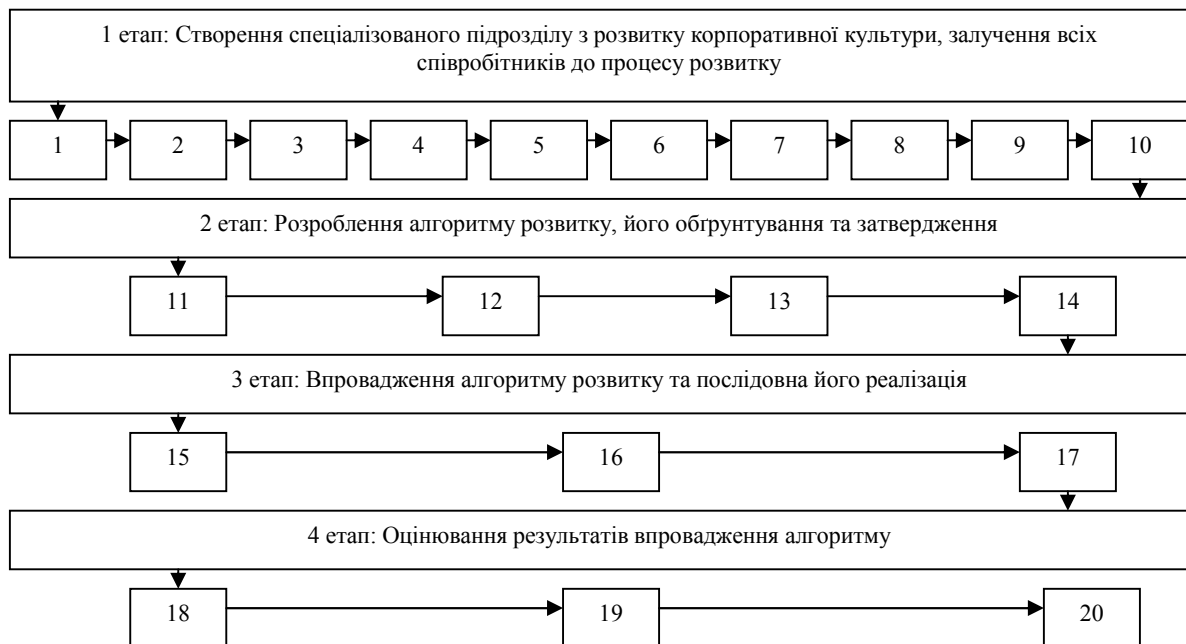 1 етап: Створення спеціалізованого підрозділу з розвитку корпоративної культури, залучення всіх
співробітників до процесу розвитку
1 2 3 4 5 6 7 8 9 10
2 етап: Розроблення алгоритму розвитку, його обґрунтування та затвердження
11 12 13 14
3 етап: Впровадження алгоритму розвитку та послідовна його реалізація
15 16 17
4 етап: Оцінювання результатів впровадження алгоритму
18 19 20